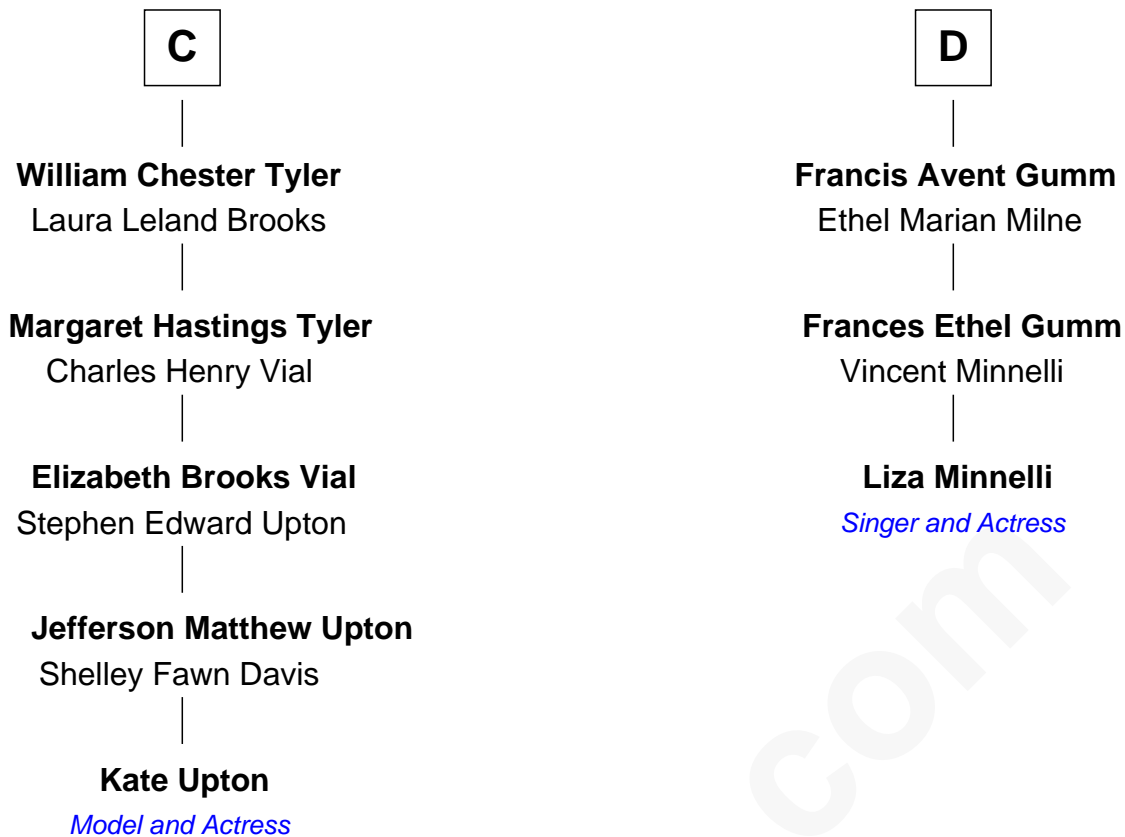 C
William Chester Tyler
Laura Leland Brooks
Margaret Hastings Tyler
Charles Henry Vial
Elizabeth Brooks Vial
Stephen Edward Upton
Jefferson Matthew Upton
Shelley Fawn Davis
Kate Upton
Model and Actress
D
Francis Avent Gumm
Ethel Marian Milne
Frances Ethel Gumm
Vincent Minnelli
Liza Minnelli
Singer and Actress
com